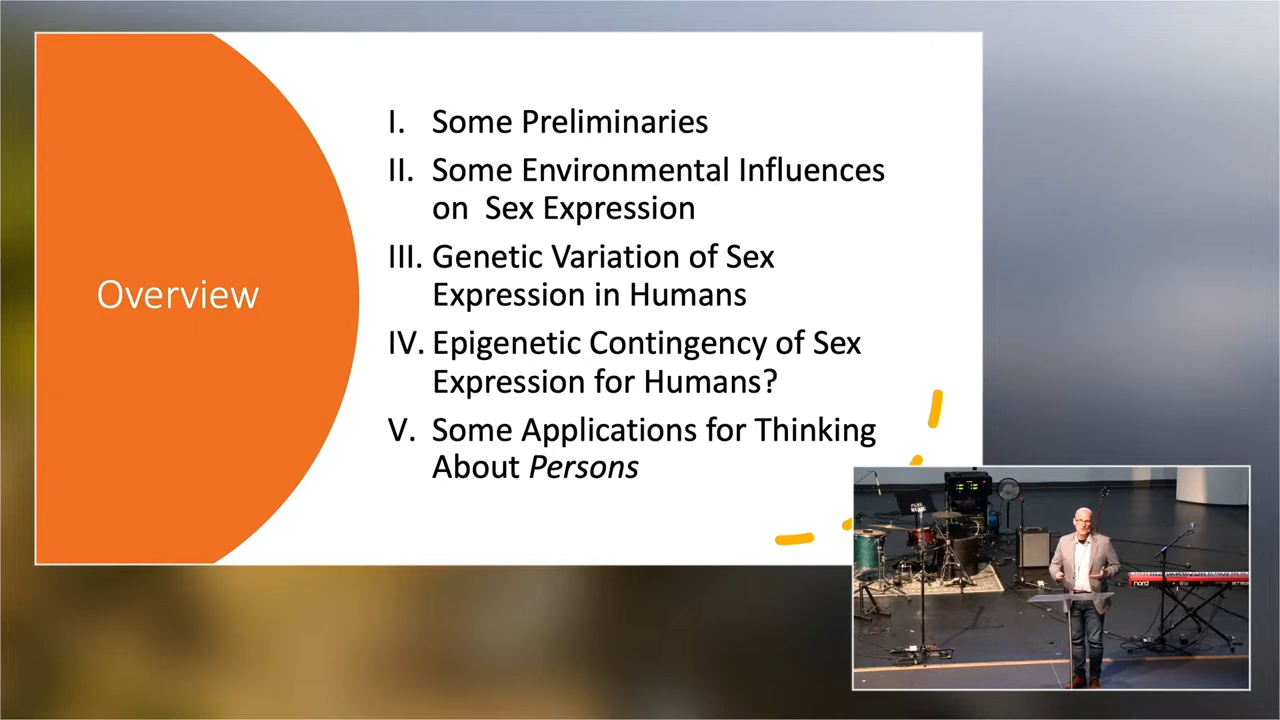 Overview
I. Some Preliminaries
II. Some Environmental Influences
on Sex Expression
III. Genetic Variation of Sex
Expression in Humans
IV. Epigenetic Contingency of Sex
Expression for Humans?
V. Some Applications for Thinking
About Persons
nord